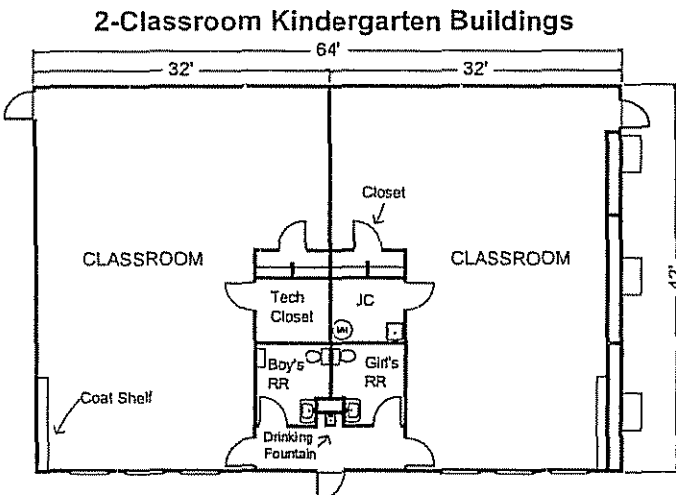 2-Classroom Kindergarten Buildings
64'
32'
32'
Closet
CLASSROOM
CLASSROOM
42'
Tech
Closet
JC
WH
Boy's
RR
Girl's
RR
Coat Shelf
Drinking
Fountain